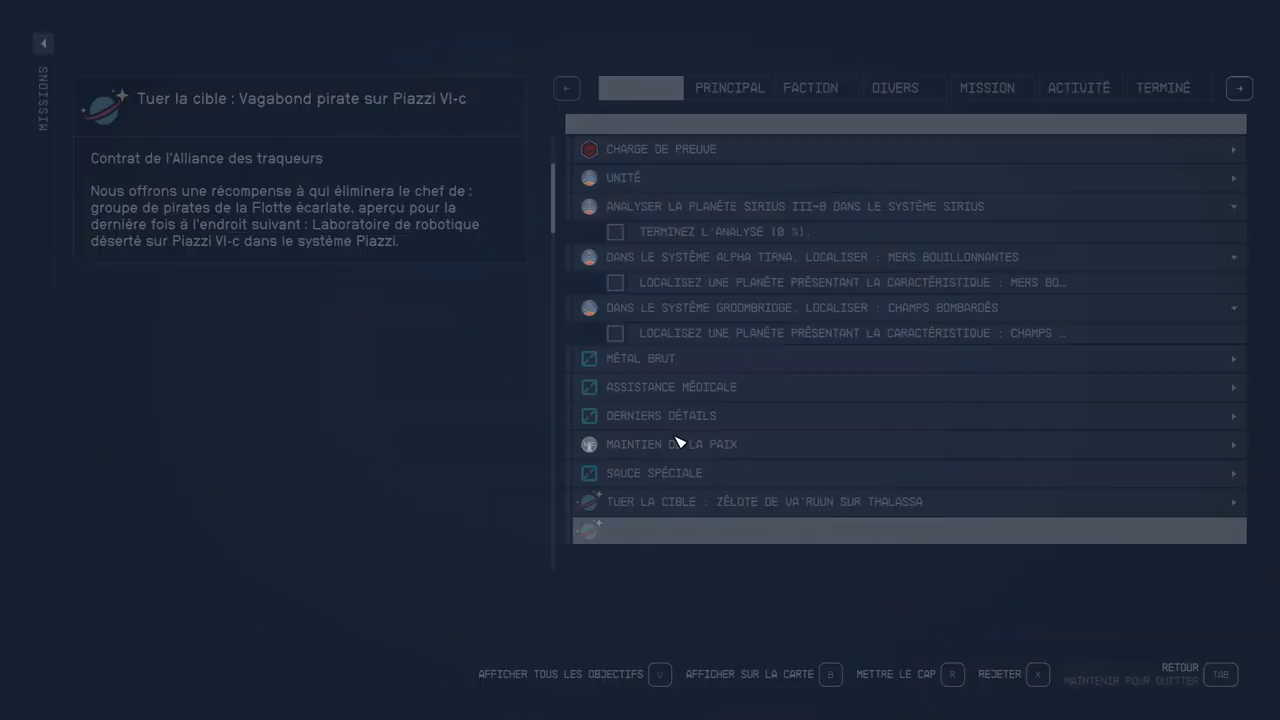 MISSIONS
Tuer la cible : Vagabond pirate sur Piazzi VI-c
Contrat de l'Alliance des traqueurs
Nous offrons une récompense à qui éliminera le chef de :
groupe de pirates de la Flotte écarlate, aperçu pour la
dernière fois à l'endroit suivant : Laboratoire de robotique
déserté sur Piazzi VI-c dans le système Piazzi.
PRINCIPAL FACTION DIVERS MISSION ACTIVITÉ TERMINÉ
CHARGE DE PREUVE
UNITÉ
ANALYSER LA PLANÈTE SIRIUS III-B DANS LE SYSTÈME SIRIUS
TERMINEZ L'ANALYSE (0 %).
DANS LE SYSTÈME ALPHA TIRNA, LOCALISER : MERS BOUILLONNANTES
LOCALISEZ UNE PLANÈTE PRÉSENTANT LA CARACTÉRISTIQUE : MERS BO...
DANS LE SYSTÈME GROOMBRIDGE, LOCALISER : CHAMPS BOMBARDÉS
LOCALISEZ UNE PLANÈTE PRÉSENTANT LA CARACTÉRISTIQUE : CHAMPS ...
MÉTAL BRUT
ASSISTANCE MÉDICALE
DERNIERS DÉTAILS
MAINTIEN LA PAIX
SAUCE SPÉCIALE
TUER LA CIBLE : ZÉLOTE DE VA'RUUN SUR THALASSA
AFFICHER TOUS LES OBJECTIFS U AFFICHER SUR LA CARTE B METTRE LE CAP R REJETER X RETOUR TAB
MAINTENIR POUR QUITTER